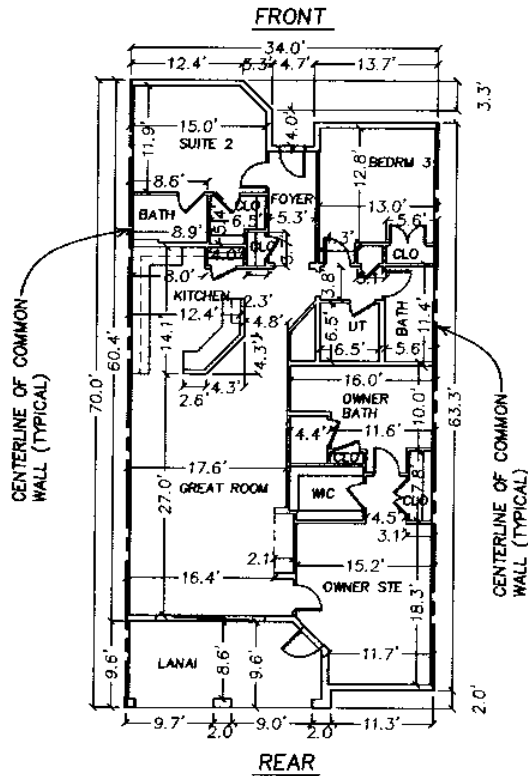 FRONT
34.0'
12.4' 5.3' 4.7' 13.7'
3.3'
4.0'
15.0'
SUITE 2
11.9'
BEDRM 3
12.8'
8.6'
FOYER
13.0'
CLO
6.5'
5.4'
5.3'
5.6'
BATH
8.9'
CLO
CLO
4.0'
8.0'
3.8'
KITCHEN
2.3'
12.4'
4.8'
14.1'
6.5'
UT
BATH
11.4'
6.5'
5.6'
4.3'
4.3'
2.6'
16.0'
OWNER
BATH
10.0'
4.4'
11.6'
CLO
7.8'
17.6'
GREAT ROOM
WIC
CLO
4.5'
3.1'
27.0'
2.1'
15.2'
16.4'
OWNER STE
18.3'
LANAI
8.6'
9.6'
11.7'
9.6'
70.0'
60.4'
63.3'
2.0'
9.7' 2.0' 9.0' 2.0' 11.3'
CENTERLINE OF COMMON
WALL (TYPICAL)
CENTERLINE OF COMMON
WALL (TYPICAL)
REAR